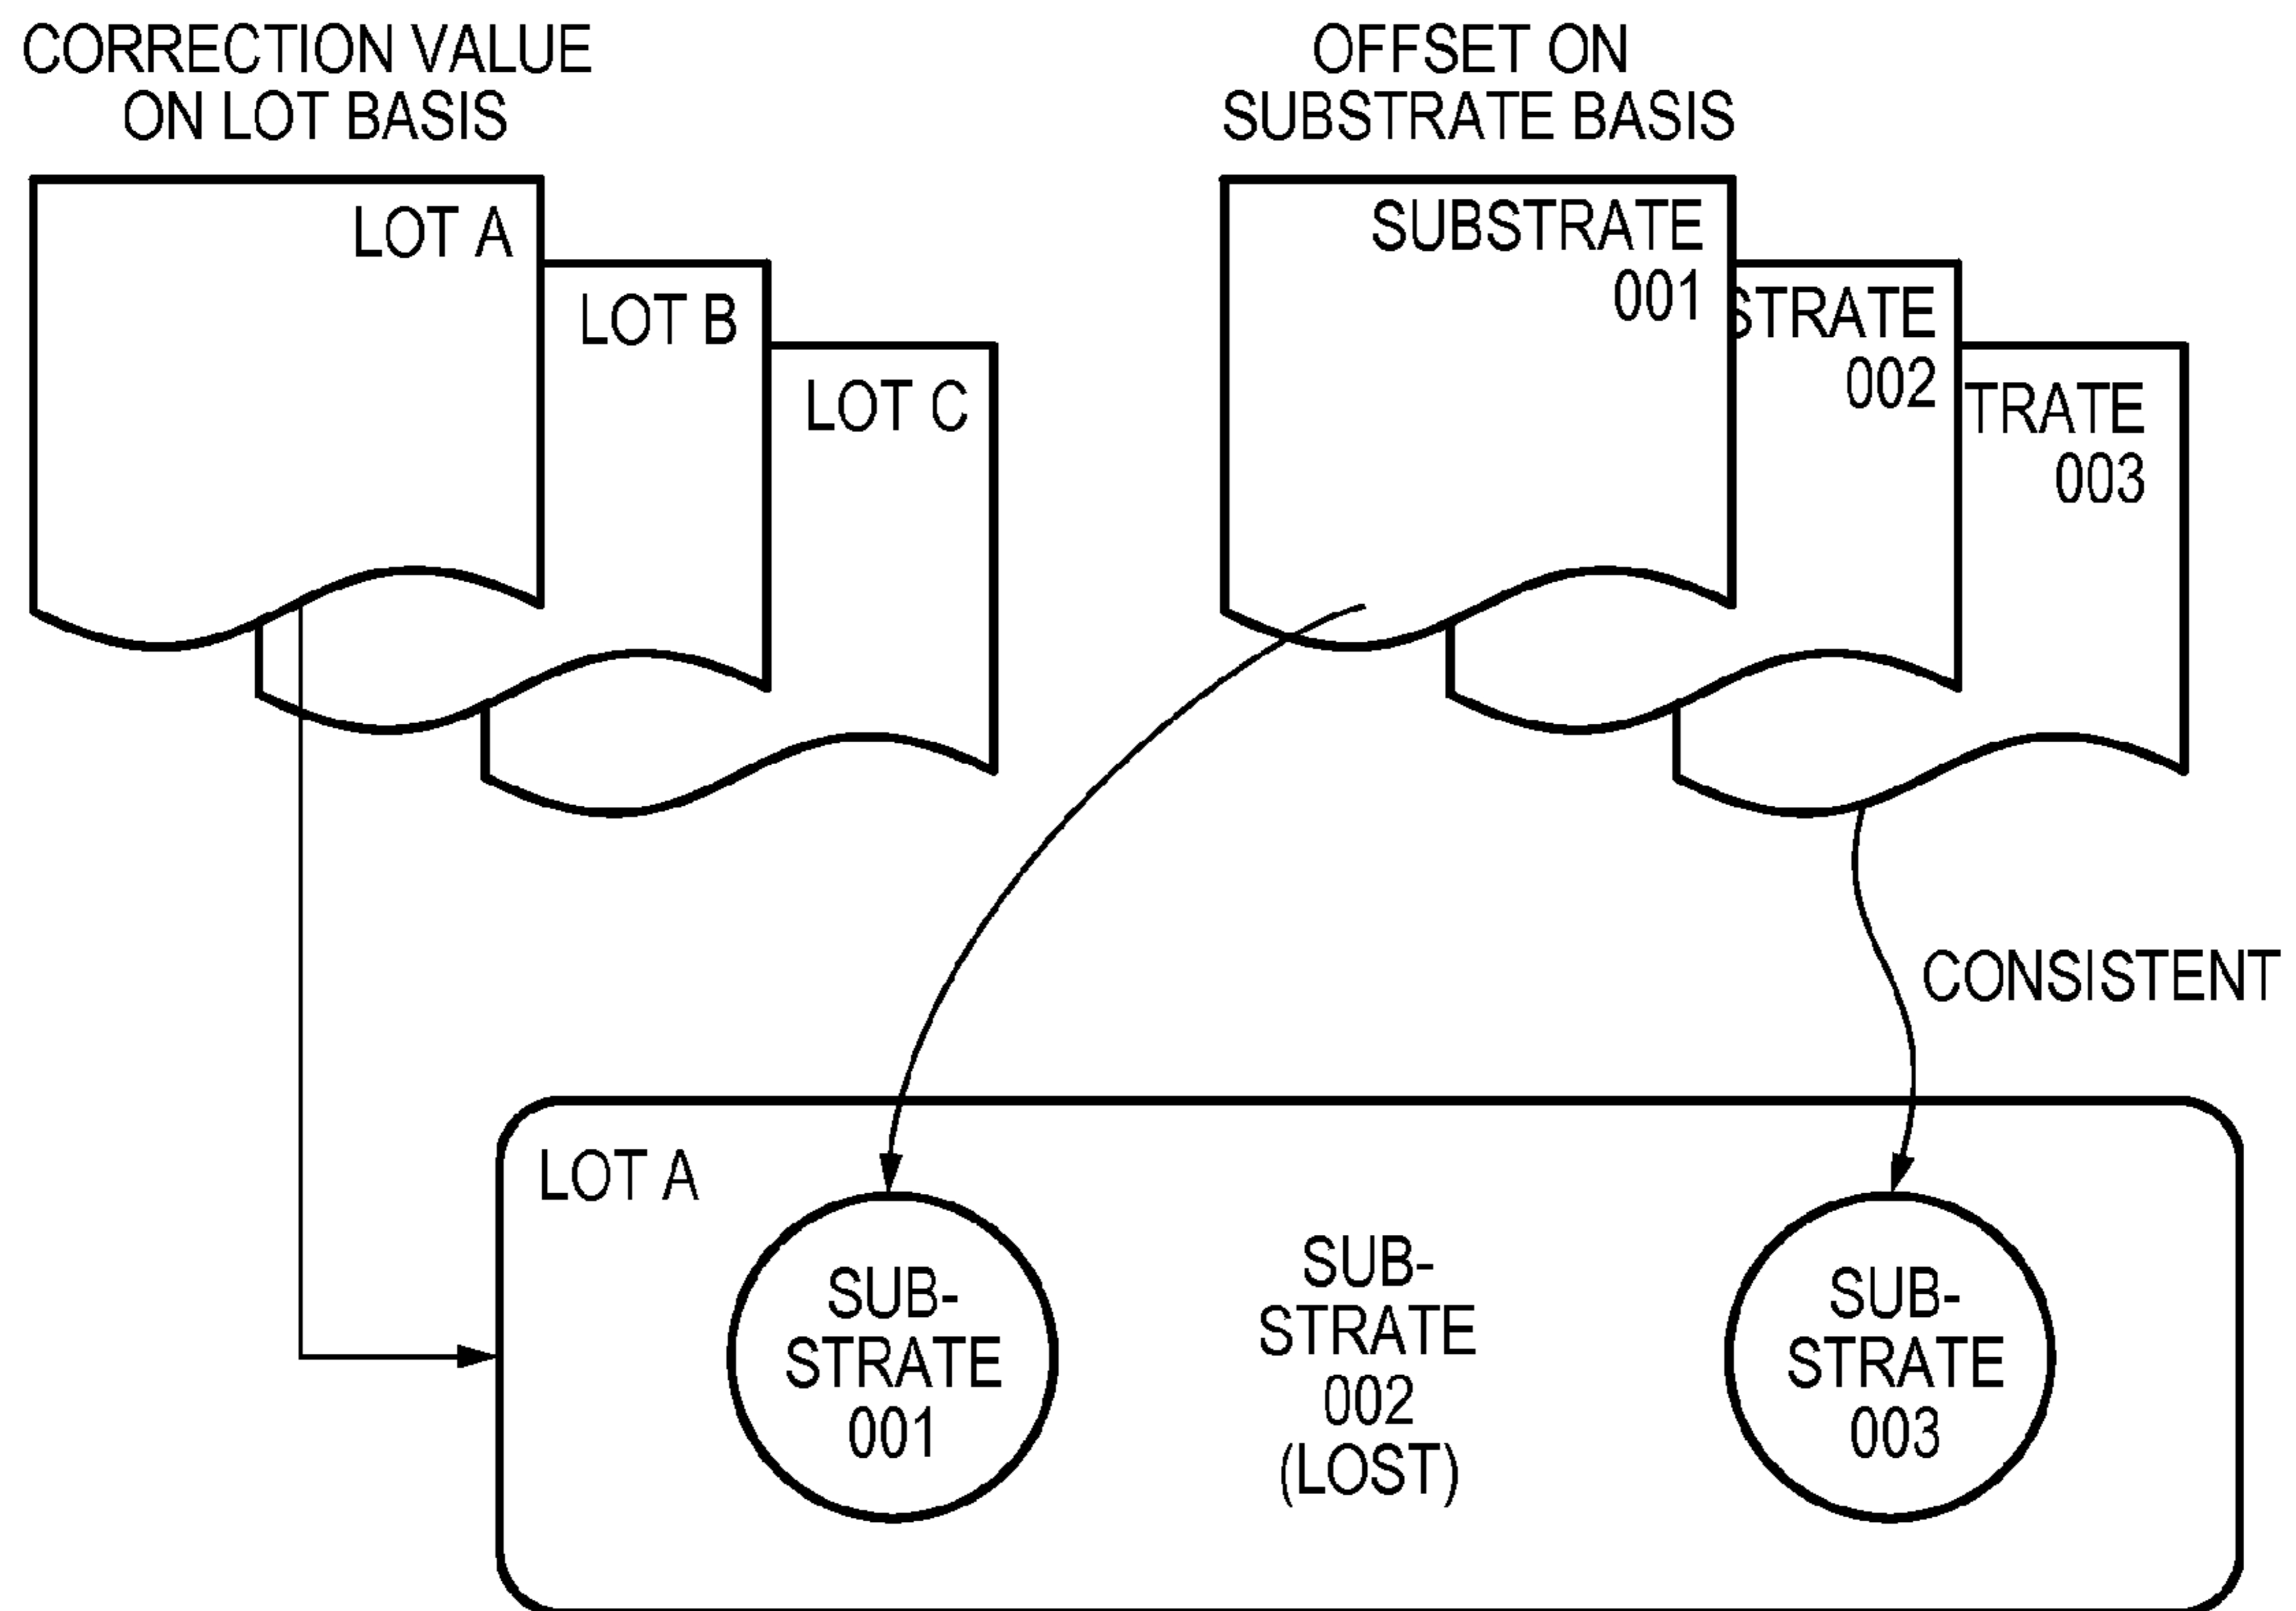 CORRECTION VALUE
ON LOT BASIS
OFFSET ON
SUBSTRATE BASIS
LOT A
LOT B
LOT C
SUBSTRATE
001
STRATE
002
TRATE
003
CONSISTENT
LOT A
SUB-
STRATE
001
SUB-
STRATE
002
(LOST)
SUB-
STRATE
003